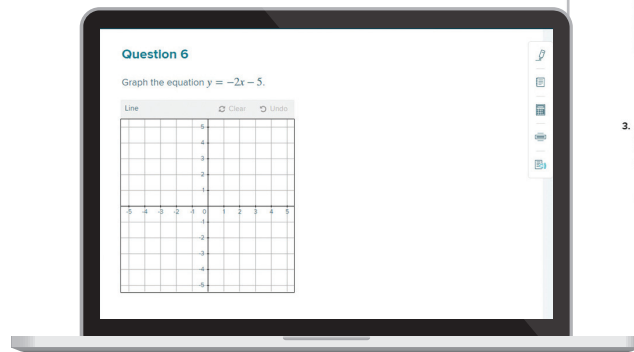 Question 6
Graph the equation y = −2x − 5.
Line Clear Undo
5
4
3
2
1
-5 -4 -3 -2 -1 0 1 2 3 4 5
-1
-2
-3
-4
-5
3.